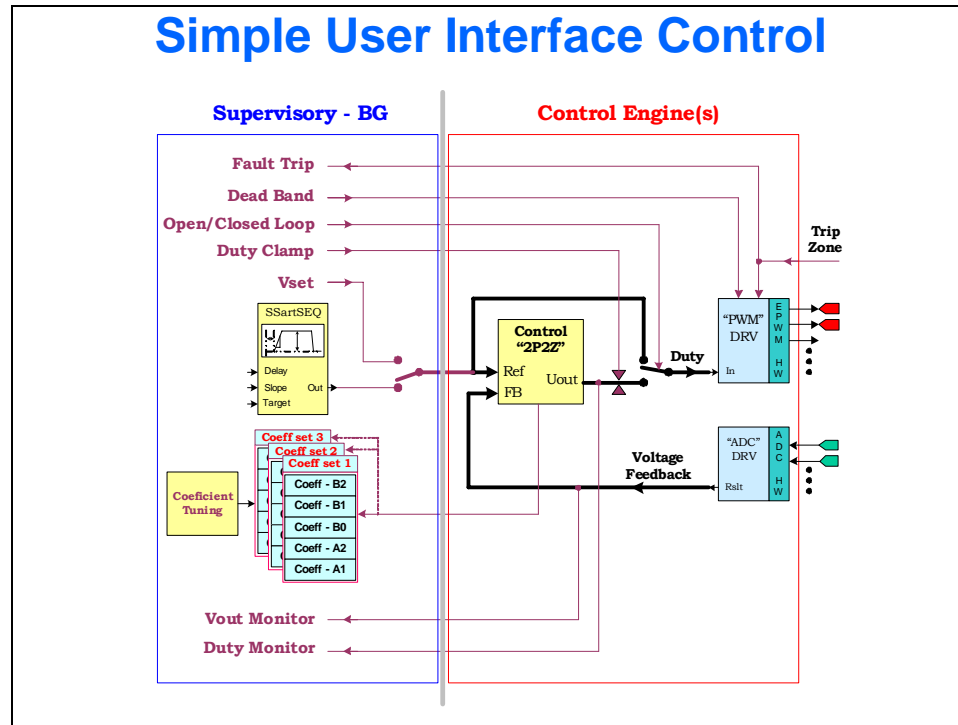 Simple User Interface Control
Supervisory - BG
Control Engine(s)
Fault Trip
Dead Band
Open/Closed Loop
Duty Clamp
Vset
Trip
Zone
SSartSEQ
Delay
Slope
Out
Target
Control
"2P2Z"
Ref
Uout
FB
Duty
"PWM"
DRV
In
E
P
W
M
H
W
Coeff set 3
Coeff set 2
Coeff set 1
Coeff - B2
Coeff - B1
Coeff - B0
Coeff - A2
Coeff - A1
Coeficient
Tuning
Voltage
Feedback
"ADC"
DRV
Rslt
A
D
C
H
W
Vout Monitor
Duty Monitor